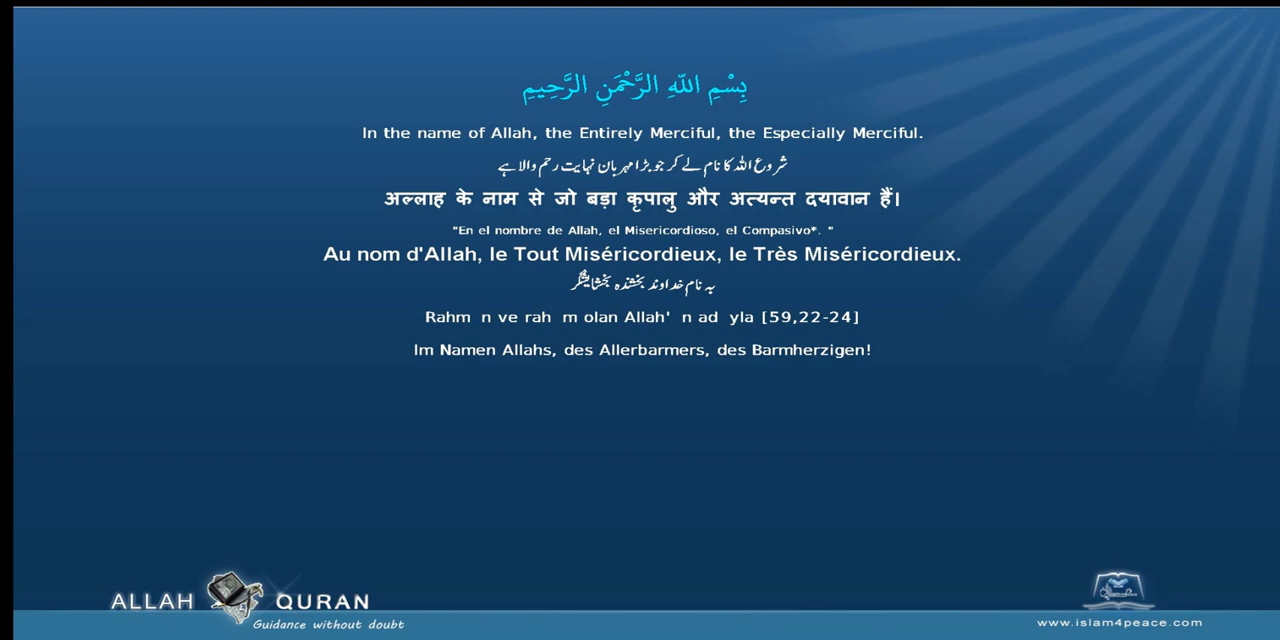 بِسْمِ اللّٰهِ الرَّحْمَنِ الرَّحِيمِ
In the name of Allah, the Entirely Merciful, the Especially Merciful.
شروع اللہ کا نام لے کر جو بڑا مہربان نہایت رحم والا ہے
अल्लाह के नाम से जो बड़ा कृपालु और अत्यन्त दयावान हैं।
"En el nombre de Allah, el Misericordioso, el Compasivo*. "
Au nom d'Allah, le Tout Miséricordieux, le Très Miséricordieux.
بہ نام خداوند بخشنده بخشایشگر
Rahm n ve rah m olan Allah' n ad yla [59,22-24]
Im Namen Allahs, des Allerbarmers, des Barmherzigen!
ALLAH QURAN
Guidance without doubt
www.islam4peace.com